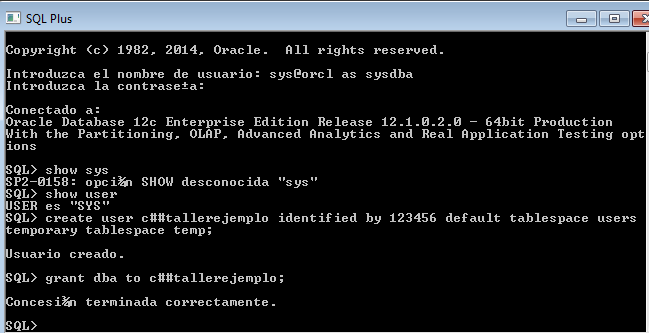 SQL Plus
Copyright (c) 1982, 2014, Oracle.  All rights reserved.
Introduzca el nombre de usuario: sys@orcl as sysdba
Introduzca la contrase±a:
Conectado a:
Oracle Database 12c Enterprise Edition Release 12.1.0.2.0 - 64bit Production
With the Partitioning, OLAP, Advanced Analytics and Real Application Testing opt
ions
SQL> show sys
SP2-0158: opci¾n SHOW desconocida "sys"
SQL> show user
USER es "SYS"
SQL> create user c##tallerejemplo identified by 123456 default tablespace users
temporary tablespace temp;
Usuario creado.
SQL> grant dba to c##tallerejemplo;
Concesi¾n terminada correctamente.
SQL>